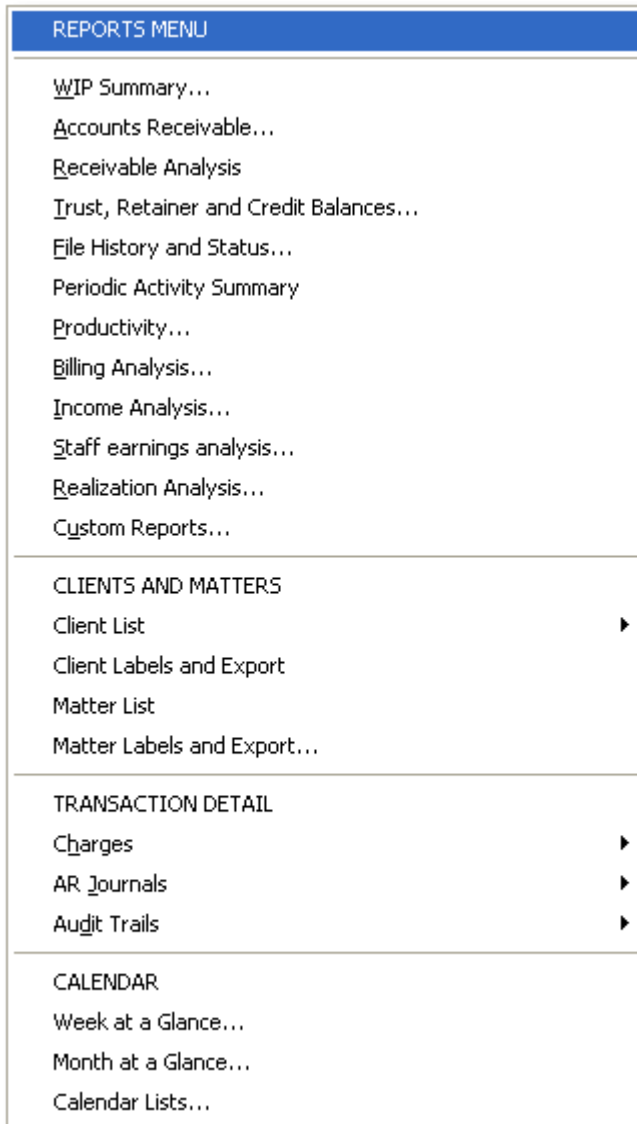 REPORTS MENU
WIP Summary...
Accounts Receivable...
Receivable Analysis
Trust, Retainer and Credit Balances...
File History and Status...
Periodic Activity Summary
Productivity...
Billing Analysis...
Income Analysis...
Staff earnings analysis...
Realization Analysis...
Custom Reports...
CLIENTS AND MATTERS
Client List
Client Labels and Export
Matter List
Matter Labels and Export...
TRANSACTION DETAIL
Charges
AR Journals
Audit Trails
CALENDAR
Week at a Glance...
Month at a Glance...
Calendar Lists...